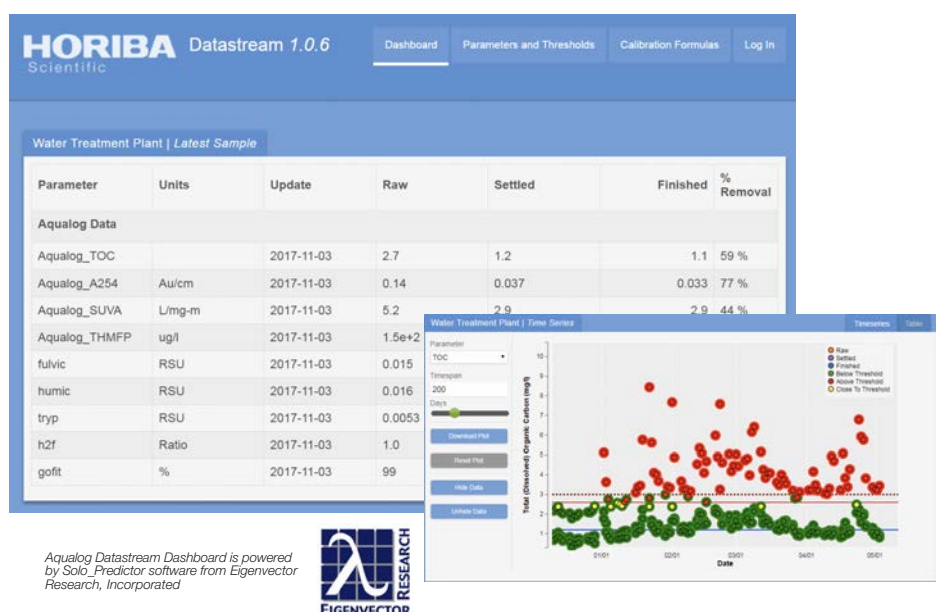 HORIBA Datastream 1.0.6 Dashboard Parameters and Thresholds Calibration Formulas Log In
Scientific
Water Treatment Plant | Latest Sample
Parameter Units Update Raw Settled Finished % Removal
Aqualog Data
Aqualog_TOC 2017-11-03 2.7 1.2 1.1 59 %
Aqualog_A254 Au/cm 2017-11-03 0.14 0.037 0.033 77 %
Aqualog_SUVA L/mg-m 2017-11-03 5.2 2.9 2.9 44 %
Aqualog_THMFP ug/l 2017-11-03 1.5e+2
fulvic RSU 2017-11-03 0.015
humic RSU 2017-11-03 0.016
tryp RSU 2017-11-03 0.0053
h2f Ratio 2017-11-03 1.0
gofit % 2017-11-03 99
Water Treatment Plant | Time Series Timeseries Table
Parameter
TOC
Timespan
200
Days
Download Plot
Reset Plot
Hide Data
Unhide Data
Total (Dissolved) Organic Carbon (mg/l)
10
9
8
7
6
5
4
3
2
1
Raw
Settled
Finished
Below Threshold
Above Threshold
Close To Threshold
01/01 02/01 03/01 04/01 05/01
Date
Aqualog Datastream Dashboard is powered
by Solo_Predictor software from Eigenvector
Research, Incorporated
λ
EIGENVECTOR
RESEARCH